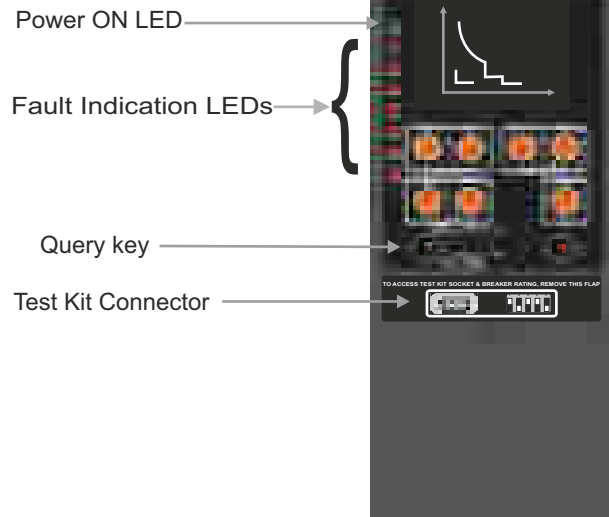 Power ON LED
Fault Indication LEDs
Query key
TO ACCESS TEST KIT SOCKET & BREAKER RATING, REMOVE THIS FLAP
Test Kit Connector